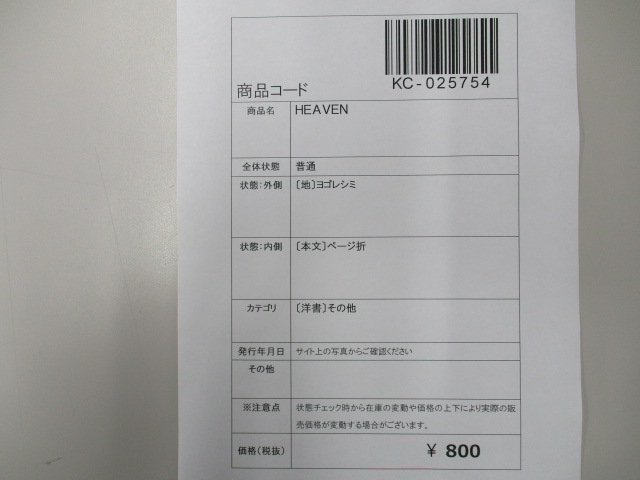 商品コード
KC-025754
商品名 HEAVEN
全体状態 普通
状態:外側 〔地〕ヨゴレシミ
状態:内側 〔本文〕ページ折
カテゴリ 〔洋書〕その他
発行年月日 サイト上の写真からご確認ください
その他
※注意点 状態チェック時から在庫の変動や価格の上下により実際の販
売価格が変動する場合がございます。
価格(税抜) ¥ 800